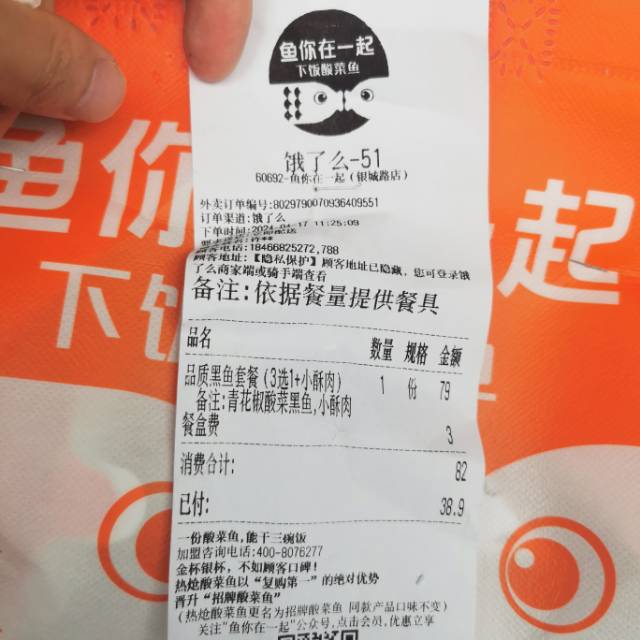 鱼你在一起
下饭酸菜鱼
饿了么-51
60692-鱼你在一起(银城路店)
外卖订单编号:8029790070936409551
订单渠道:饿了么
下单时间:2024-04-17 11:25:09
顾客电话:18466825272,788
顾客地址:【隐私保护】顾客地址已隐藏,您可登录饿
了么商家端或骑手端查看
备注:依据餐量提供餐具
品名 数量 规格 金额
品质黑鱼套餐(3选1+小酥肉) 1 份 79
备注:青花椒酸菜黑鱼,小酥肉
餐盒费 3
消费合计: 82
已付: 38.9
一份酸菜鱼,能干三碗饭
加盟咨询电话:400-8076277
金杯银杯,不如顾客口碑!
热炝酸菜鱼以“复购第一”的绝对优势
晋升“招牌酸菜鱼”
(热炝酸菜鱼更名为招牌酸菜鱼 同款产品口味不变)
关注"鱼你在一起"公众号,点击会员,优惠立享
鱼你 起
下饭